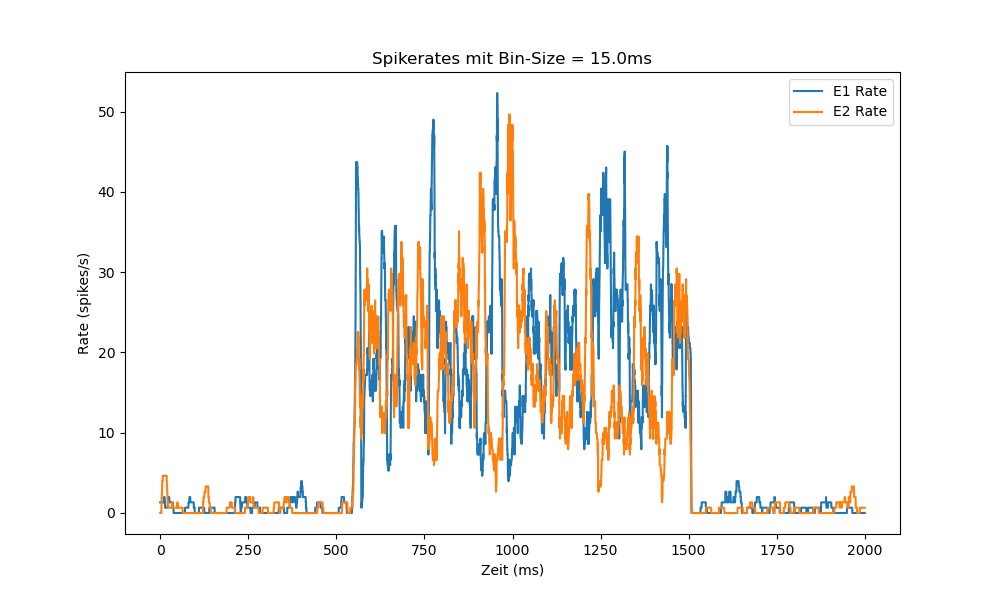 Spikerates mit Bin-Size = 15.0ms
E1 Rate
E2 Rate
Rate (spikes/s)
50
40
30
20
10
0
0 250 500 750 1000 1250 1500 1750 2000
Zeit (ms)